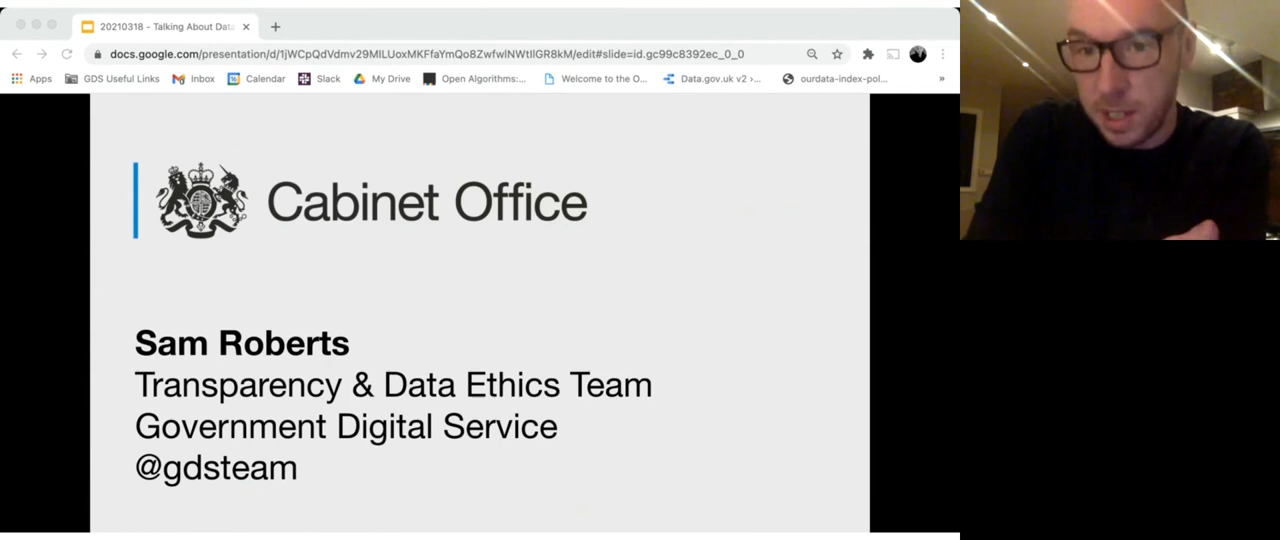 20210318 - Talking About Data
docs.google.com/presentation/d/1jWCpQdVdmv29MILUoxMKFfaYmQo8ZwfwlNWtIlGR8kM/edit#slide=id.gc99c8392ec_0_0
Apps GDS Useful Links Inbox Calendar Slack My Drive Open Algorithms:... Welcome to the O... Data.gov.uk v2 ›... ourdata-index-pol... »
Cabinet Office
Sam Roberts
Transparency & Data Ethics Team
Government Digital Service
@gdsteam